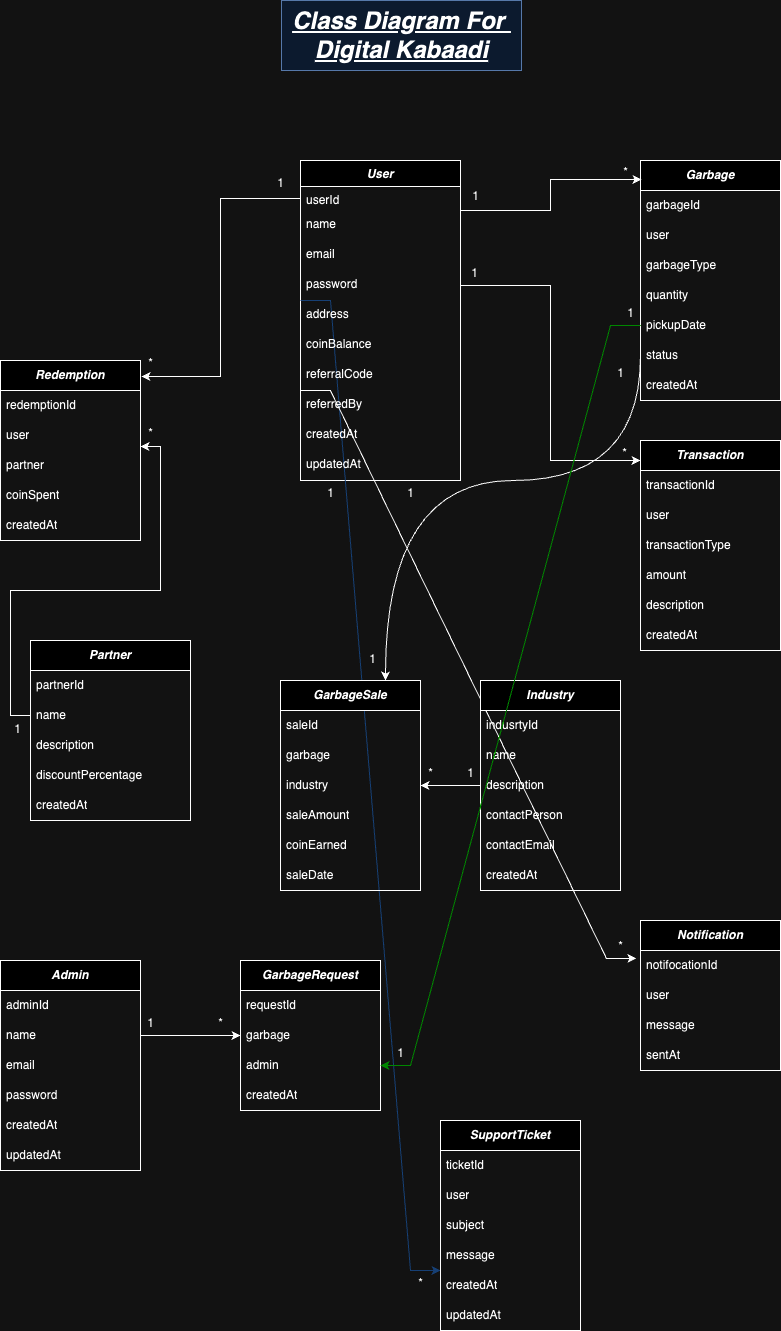 Class Diagram For
Digital Kabaadi
User
userId
name
email
password
address
coinBalance
referralCode
referredBy
createdAt
updatedAt
1
1
1
1
1
Garbage
garbageId
user
garbageType
quantity
pickupDate
status
createdAt
*
1
1
Redemption
redemptionId
user
partner
coinSpent
createdAt
*
*
Transaction
transactionId
user
transactionType
amount
description
createdAt
*
Partner
partnerId
name
description
discountPercentage
createdAt
1
GarbageSale
saleId
garbage
industry
saleAmount
coinEarned
saleDate
1
*
Industry
indusrtyId
name
description
contactPerson
contactEmail
createdAt
1
Notification
notifocationId
user
message
sentAt
*
Admin
adminId
name
email
password
createdAt
updatedAt
1
GarbageRequest
requestId
garbage
admin
createdAt
*
1
SupportTicket
ticketId
user
subject
message
createdAt
updatedAt
*